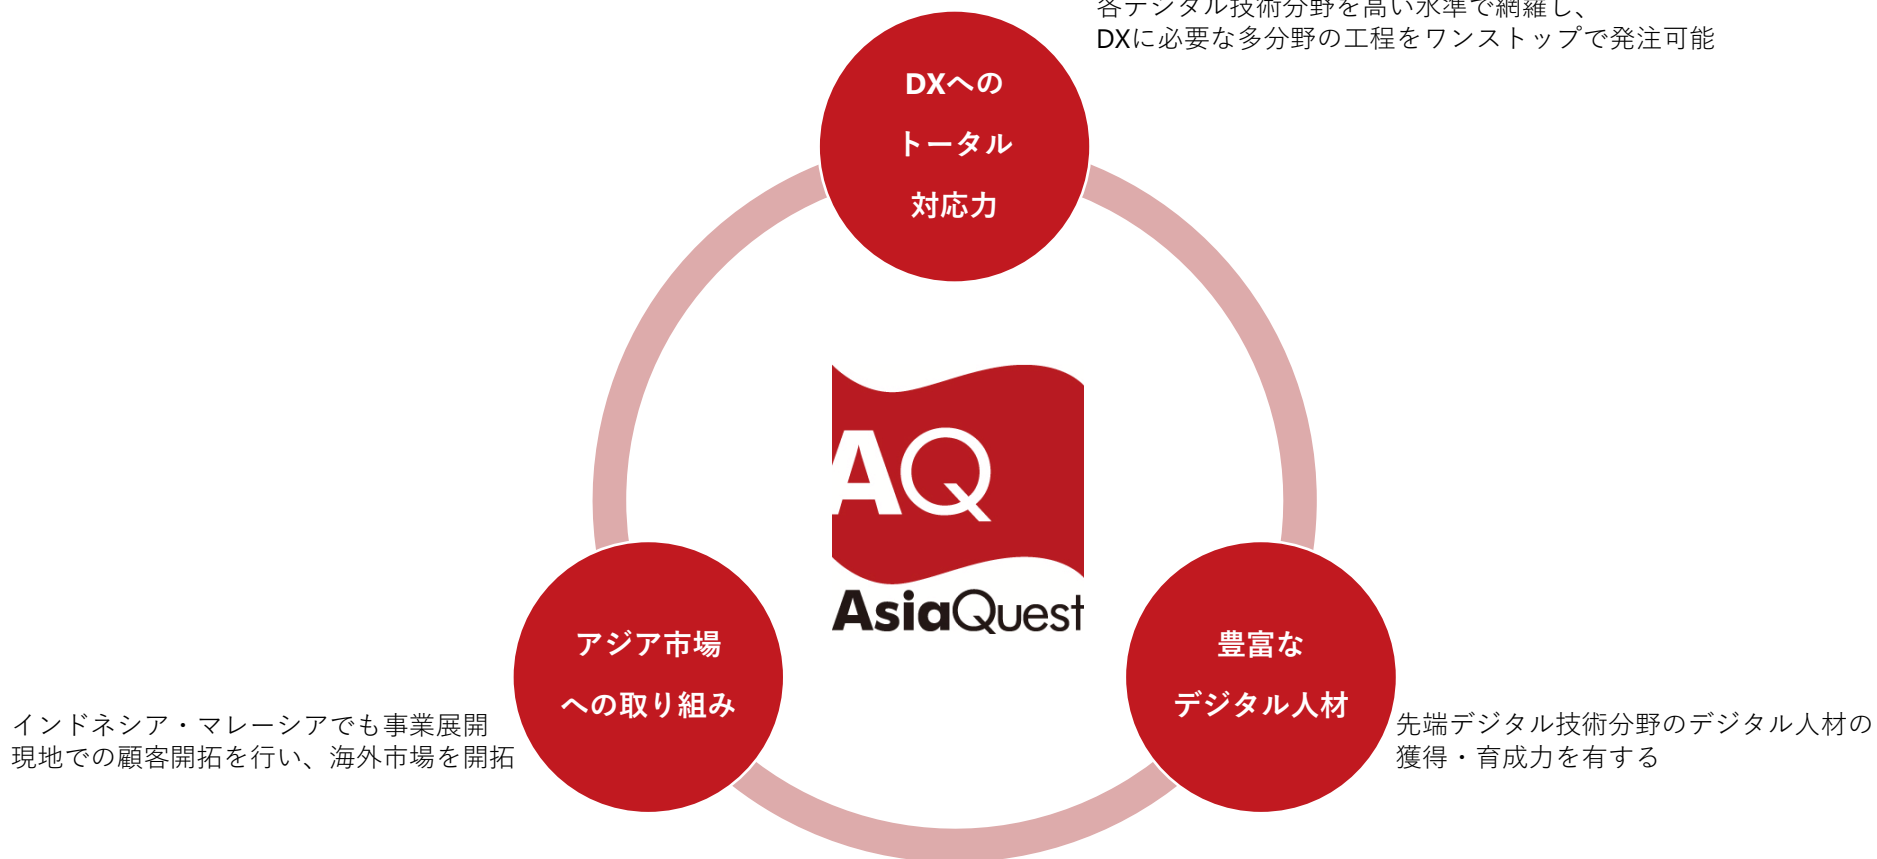 各デジタル技術分野を高い水準で網羅し、
DXに必要な多分野の工程をワンストップで発注可能
DXへの
トータル
対応力
AQ
AsiaQuest
アジア市場
への取り組み
豊富な
デジタル人材
インドネシア・マレーシアでも事業展開
現地での顧客開拓を行い、海外市場を開拓
先端デジタル技術分野のデジタル人材の
獲得・育成力を有する